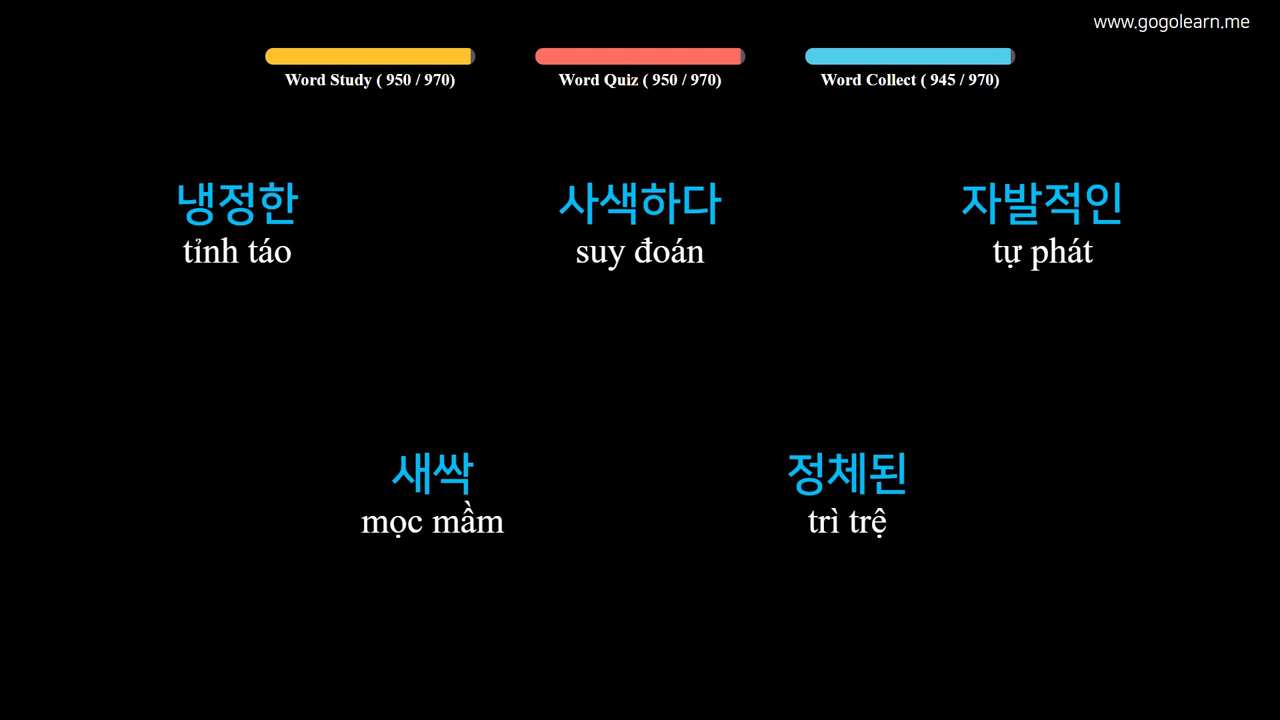 www.gogolearn.me
Word Study ( 950 / 970)
Word Quiz ( 950 / 970)
Word Collect ( 945 / 970)
냉정한
tỉnh táo
사색하다
suy đoán
자발적인
tự phát
새싹
mọc mầm
정체된
trì trệ